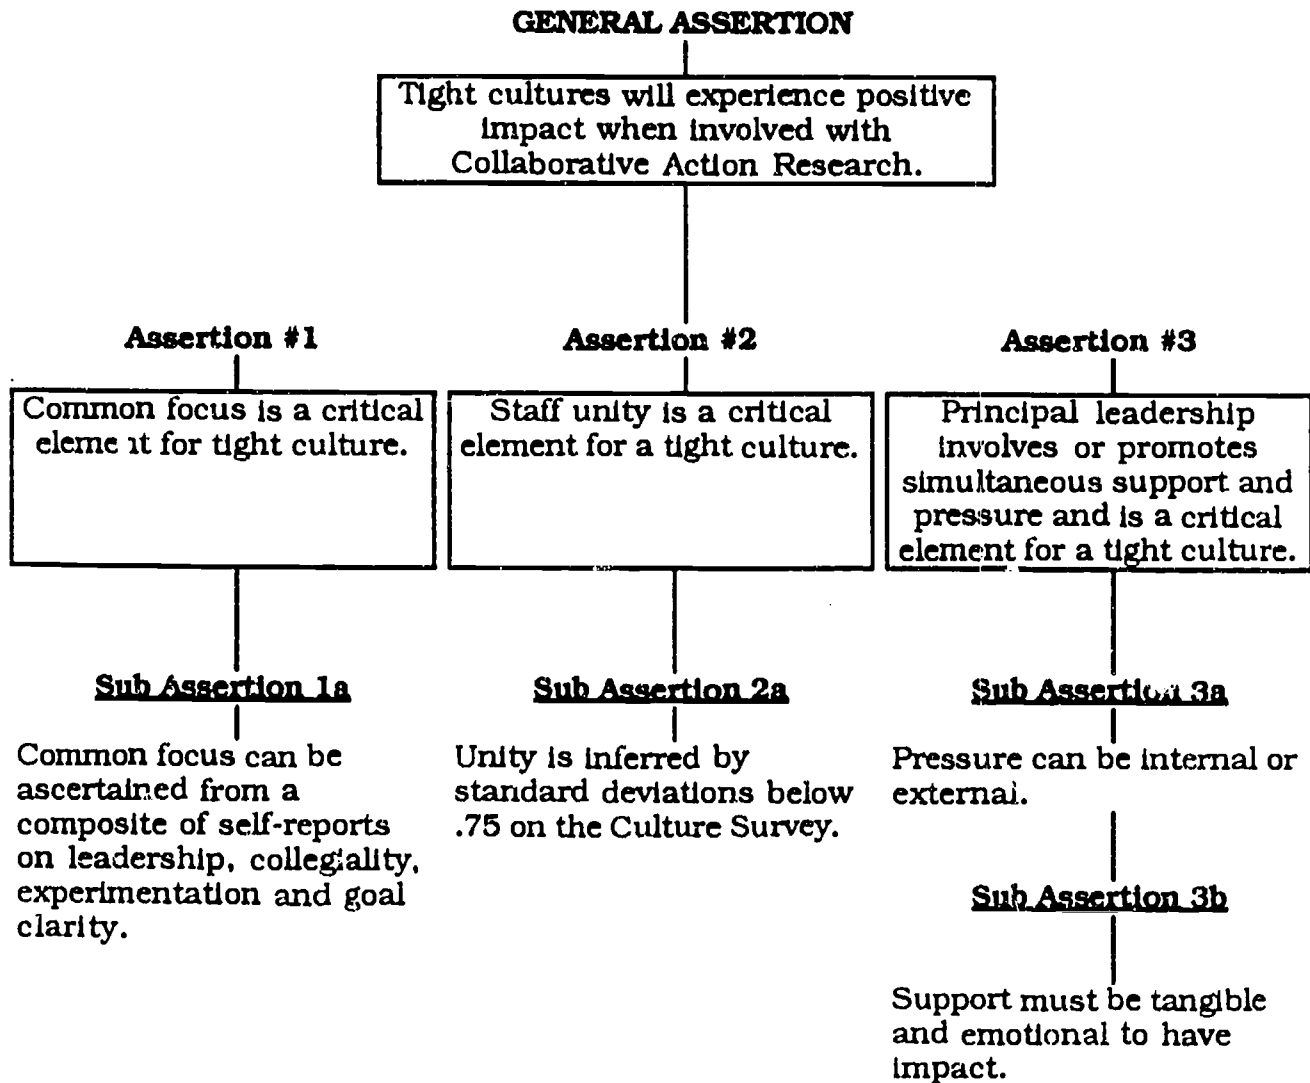 GENERAL ASSERTION
Tight cultures will experience positive
impact when involved with
Collaborative Action Research.
Assertion #1
Common focus is a critical
element for tight culture.
Assertion #2
Staff unity is a critical
element for a tight culture.
Assertion #3
Principal leadership
involves or promotes
simultaneous support and
pressure and is a critical
element for a tight culture.
Sub Assertion 1a
Common focus can be
ascertained from a
composite of self-reports
on leadership, collegiality,
experimentation and goal
clarity.
Sub Assertion 2a
Unity is inferred by
standard deviations below
.75 on the Culture Survey.
Sub Assertion 3a
Pressure can be internal or
external.
Sub Assertion 3b
Support must be tangible
and emotional to have
impact.